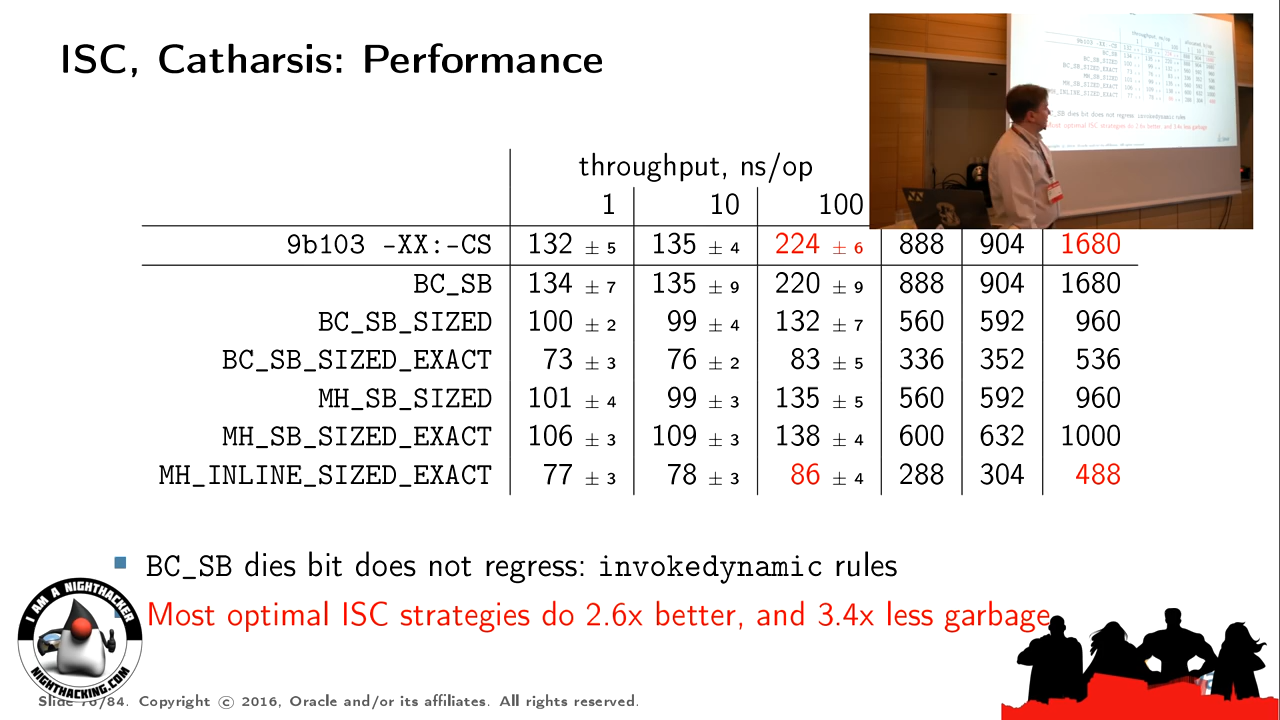 ISC, Catharsis: Performance
throughput, ns/op
1 10 100
9b103 -XX:-CS 132 ± 5 135 ± 4 224 ± 6 888 904 1680
BC_SB 134 ± 7 135 ± 9 220 ± 9 888 904 1680
BC_SB_SIZED 100 ± 2 99 ± 4 132 ± 7 560 592 960
BC_SB_SIZED_EXACT 73 ± 3 76 ± 2 83 ± 5 336 352 536
MH_SB_SIZED 101 ± 4 99 ± 3 135 ± 5 560 592 960
MH_SB_SIZED_EXACT 106 ± 3 109 ± 3 138 ± 4 600 632 1000
MH_INLINE_SIZED_EXACT 77 ± 3 78 ± 3 86 ± 4 288 304 488
BC_SB dies bit does not regress: invokedynamic rules
Most optimal ISC strategies do 2.6x better, and 3.4x less garbage
I AM A NIGHTHACKER
NIGHTHACKING.COM
Slide /84. Copyright © 2016, Oracle and/or its affiliates. All rights reserved.